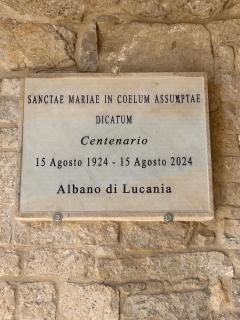 SANCTAE MARIAE IN COELUM ASSUMPTAE
DICATUM
Centenario
15 Agosto 1924 - 15 Agosto 2024
Albano di Lucania